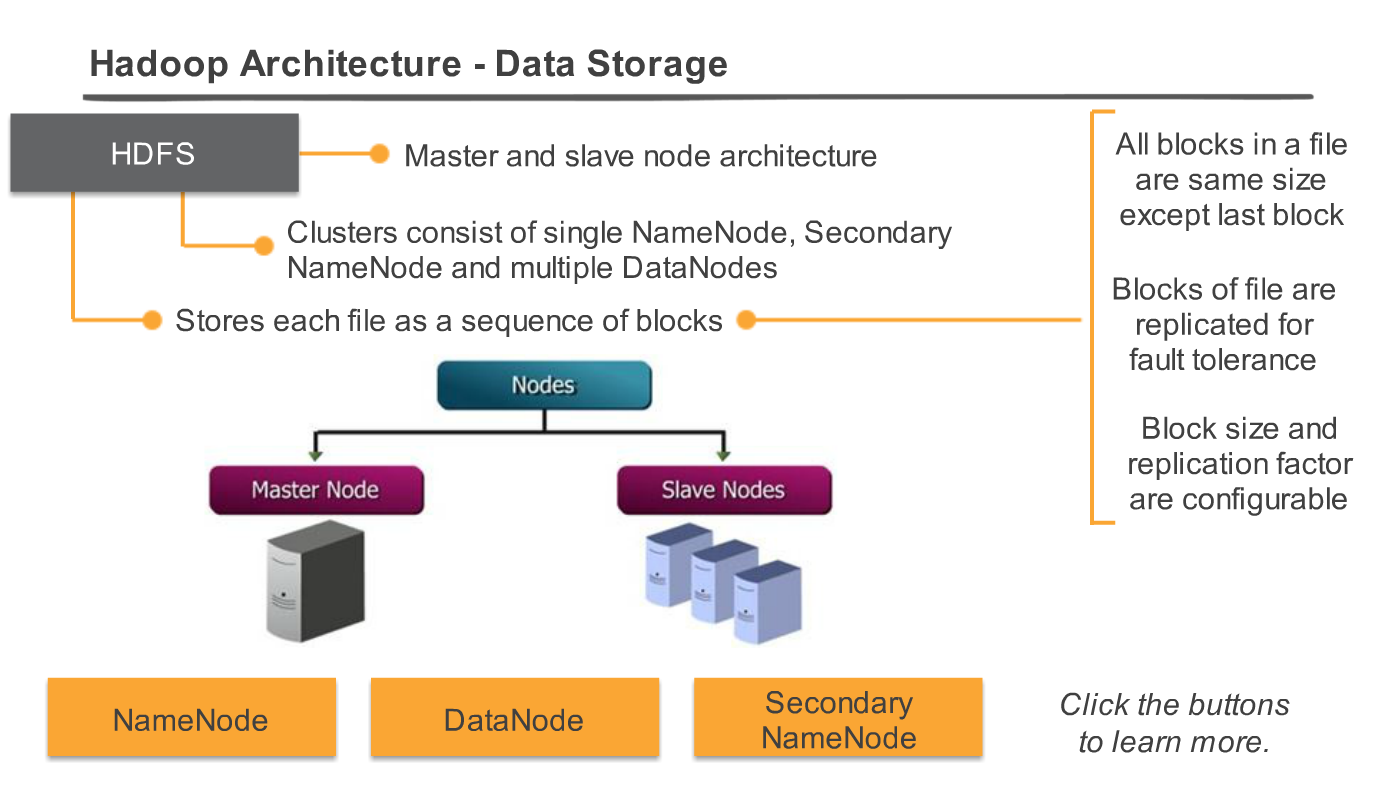 Hadoop Architecture - Data Storage
HDFS
Master and slave node architecture
Clusters consist of single NameNode, Secondary
NameNode and multiple DataNodes
Stores each file as a sequence of blocks
All blocks in a file
are same size
except last block
Blocks of file are
replicated for
fault tolerance
Block size and
replication factor
are configurable
Nodes
Master Node
Slave Nodes
NameNode
DataNode
Secondary
NameNode
Click the buttons
to learn more.